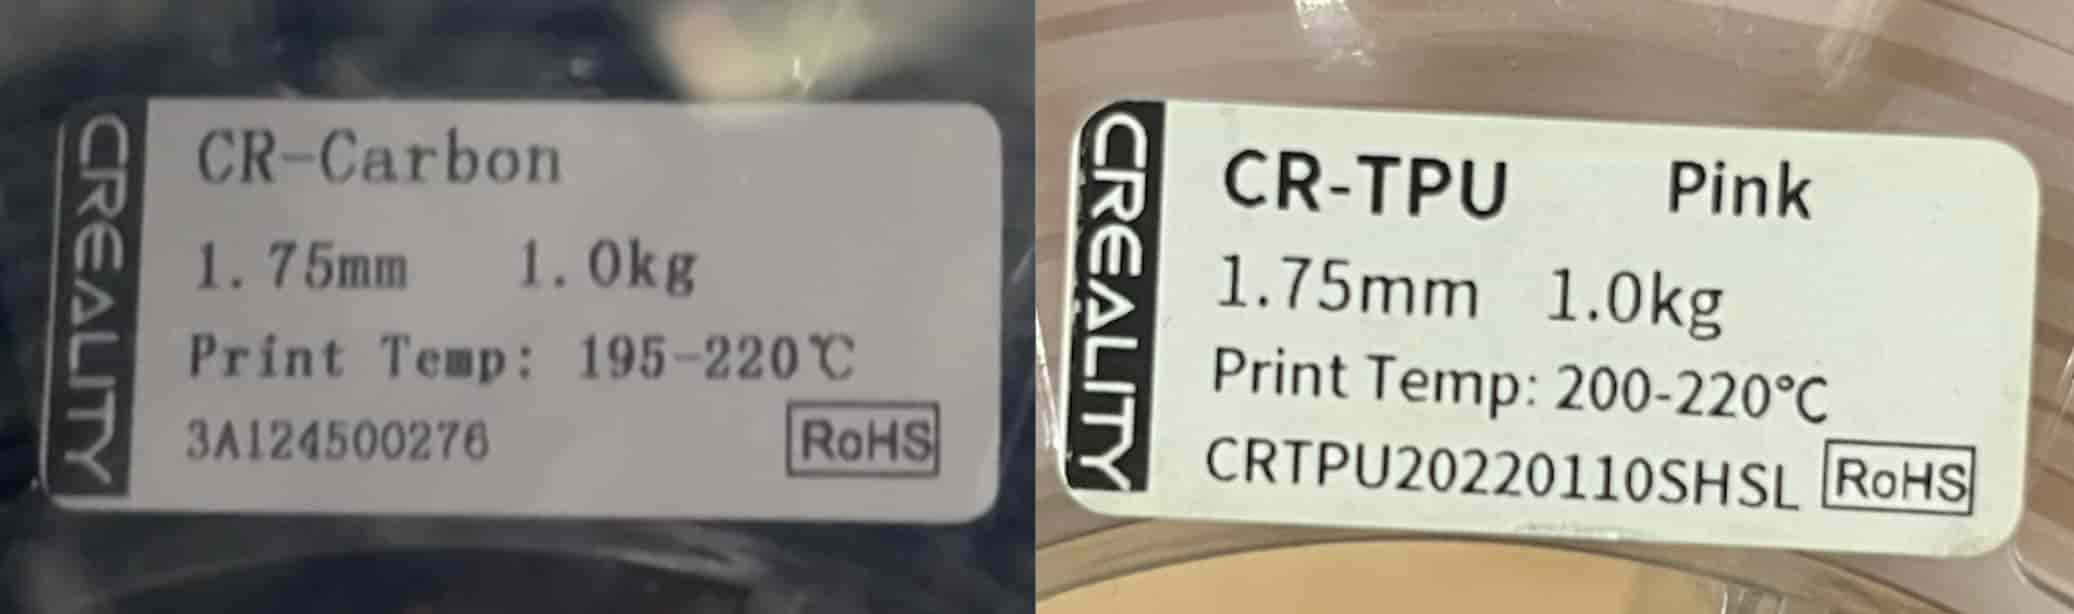 CREALITY
CR-Carbon
1.75mm 1.0kg
Print Temp: 195-220℃
3A124500276
RoHS
CREALITY
CR-TPU Pink
1.75mm 1.0kg
Print Temp: 200-220℃
CRTPU20220110SHSL
RoHS